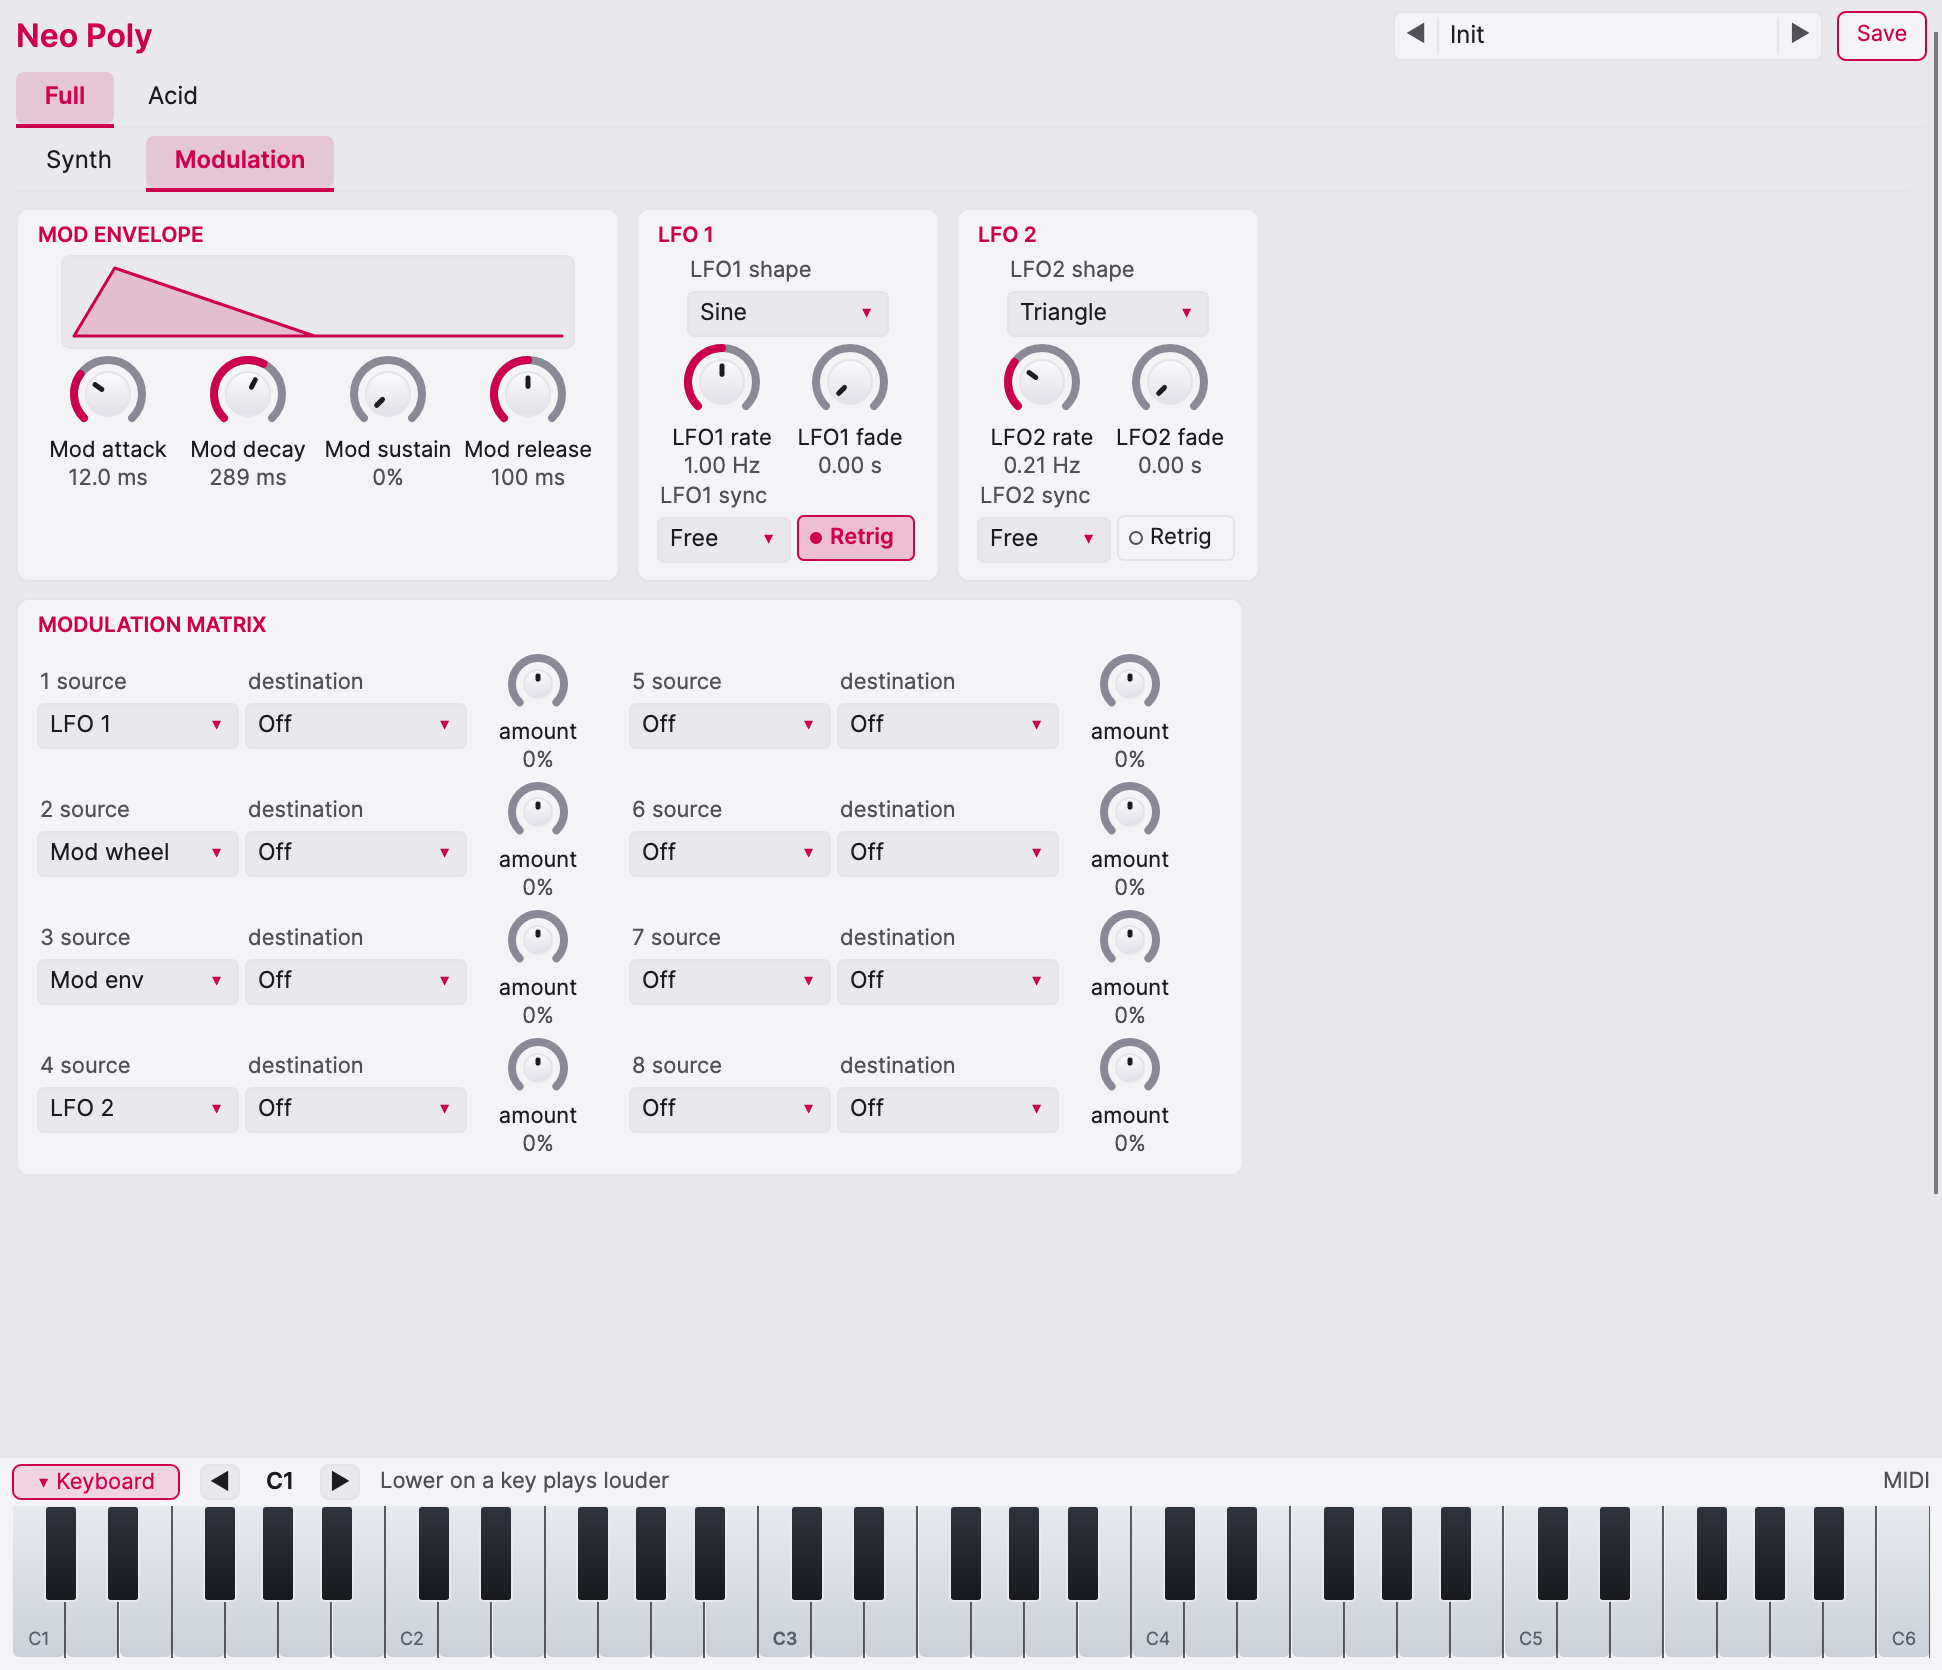 Neo Poly
Init
Save
Full
Acid
Synth
Modulation
MOD ENVELOPE
Mod attack
12.0 ms
Mod decay
289 ms
Mod sustain
0%
Mod release
100 ms
LFO 1
LFO1 shape
Sine
LFO1 rate
1.00 Hz
LFO1 fade
0.00 s
LFO1 sync
Free
Retrig
LFO 2
LFO2 shape
Triangle
LFO2 rate
0.21 Hz
LFO2 fade
0.00 s
LFO2 sync
Free
Retrig
MODULATION MATRIX
1 source
LFO 1
destination
Off
amount
0%
2 source
Mod wheel
destination
Off
amount
0%
3 source
Mod env
destination
Off
amount
0%
4 source
LFO 2
destination
Off
amount
0%
5 source
Off
destination
Off
amount
0%
6 source
Off
destination
Off
amount
0%
7 source
Off
destination
Off
amount
0%
8 source
Off
destination
Off
amount
0%
Keyboard
C1
Lower on a key plays louder
MIDI
C1
C2
C3
C4
C5
C6